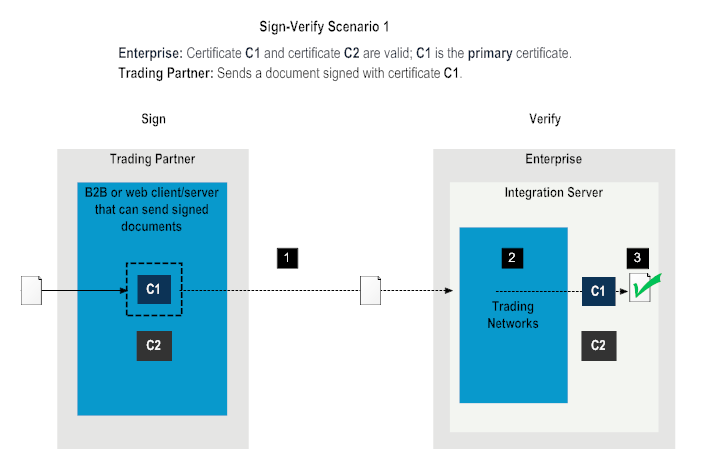 Sign-Verify Scenario 1
Enterprise: Certificate C1 and certificate C2 are valid; C1 is the primary certificate.
Trading Partner: Sends a document signed with certificate C1.
Sign
Verify
Trading Partner
Enterprise
B2B or web client/server
that can send signed
documents
Integration Server
1
2
3
C1
C1
Trading
Networks
C2
C2